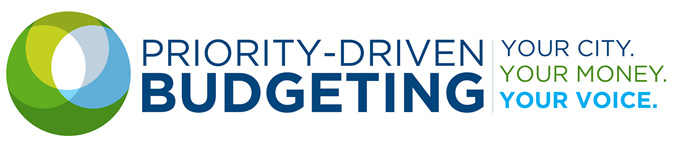 PRIORITY-DRIVEN
BUDGETING
YOUR CITY.
YOUR MONEY.
YOUR VOICE.